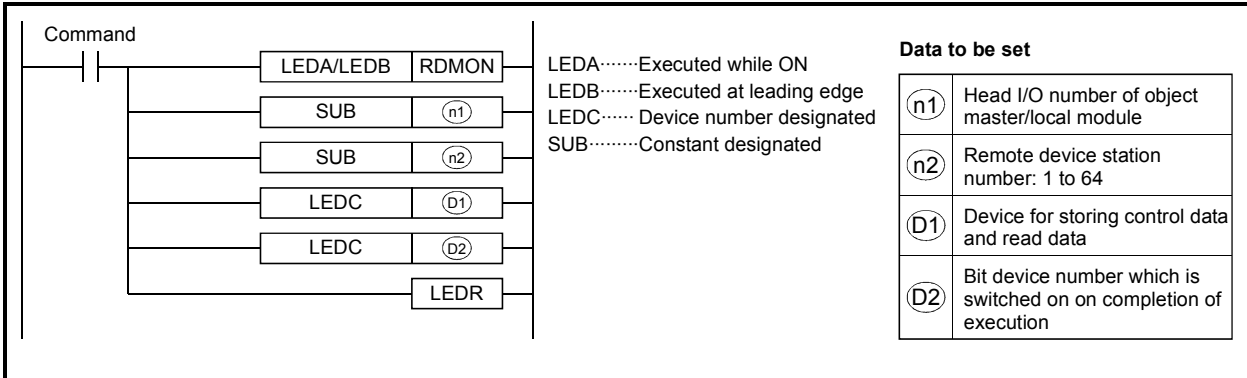 Command
LEDA/LEDB RDMON
SUB n1
SUB n2
LEDC D1
LEDC D2
LEDR
LEDA·······Executed while ON
LEDB·······Executed at leading edge
LEDC······ Device number designated
SUB·········Constant designated
Data to be set
n1 Head I/O number of object
master/local module
n2 Remote device station
number: 1 to 64
D1 Device for storing control data
and read data
D2 Bit device number which is
switched on on completion of
execution